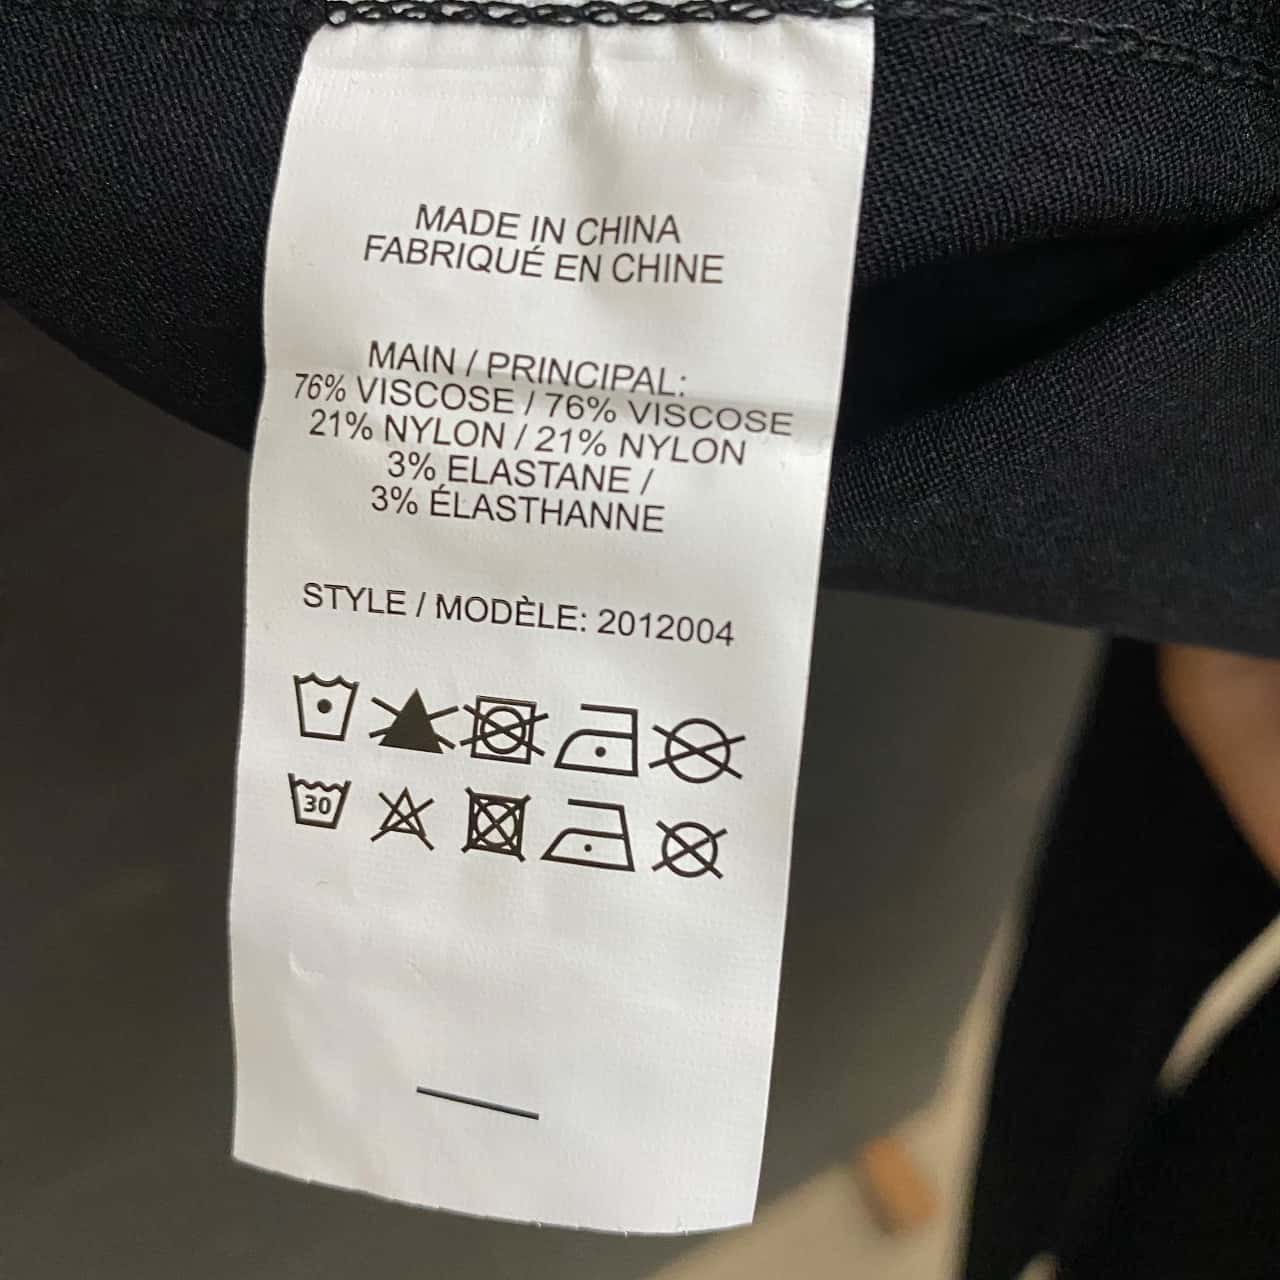 MADE IN CHINA
FABRIQUÉ EN CHINE
MAIN / PRINCIPAL:
76% VISCOSE / 76% VISCOSE
21% NYLON / 21% NYLON
3% ELASTANE /
3% ÉLASTHANNE
STYLE / MODÈLE: 2012004
30